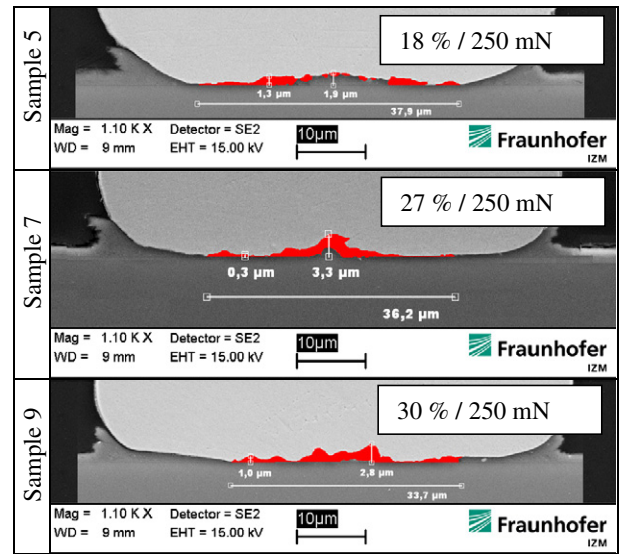 Sample 5
18 % / 250 mN
1,3 µm
1,9 µm
37,9 µm
Mag = 1.10 K X Detector = SE2 10µm Fraunhofer
WD = 9 mm EHT = 15.00 kV IZM
Sample 7
27 % / 250 mN
0,3 µm
3,3 µm
36,2 µm
Mag = 1.10 K X Detector = SE2 10µm Fraunhofer
WD = 9 mm EHT = 15.00 kV IZM
Sample 9
30 % / 250 mN
1,0 µm
2,8 µm
33,7 µm
Mag = 1.10 K X Detector = SE2 10µm Fraunhofer
WD = 9 mm EHT = 15.00 kV IZM